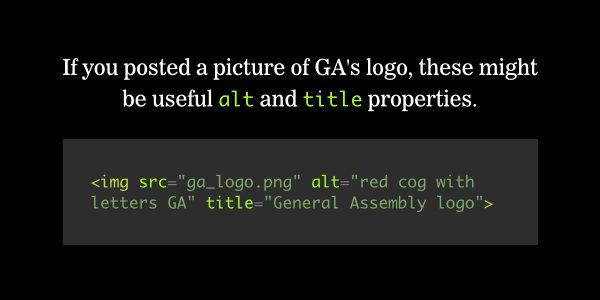 If you posted a picture of GA's logo, these might
be useful alt and title properties.
<img src="ga_logo.png" alt="red cog with
letters GA" title="General Assembly logo">